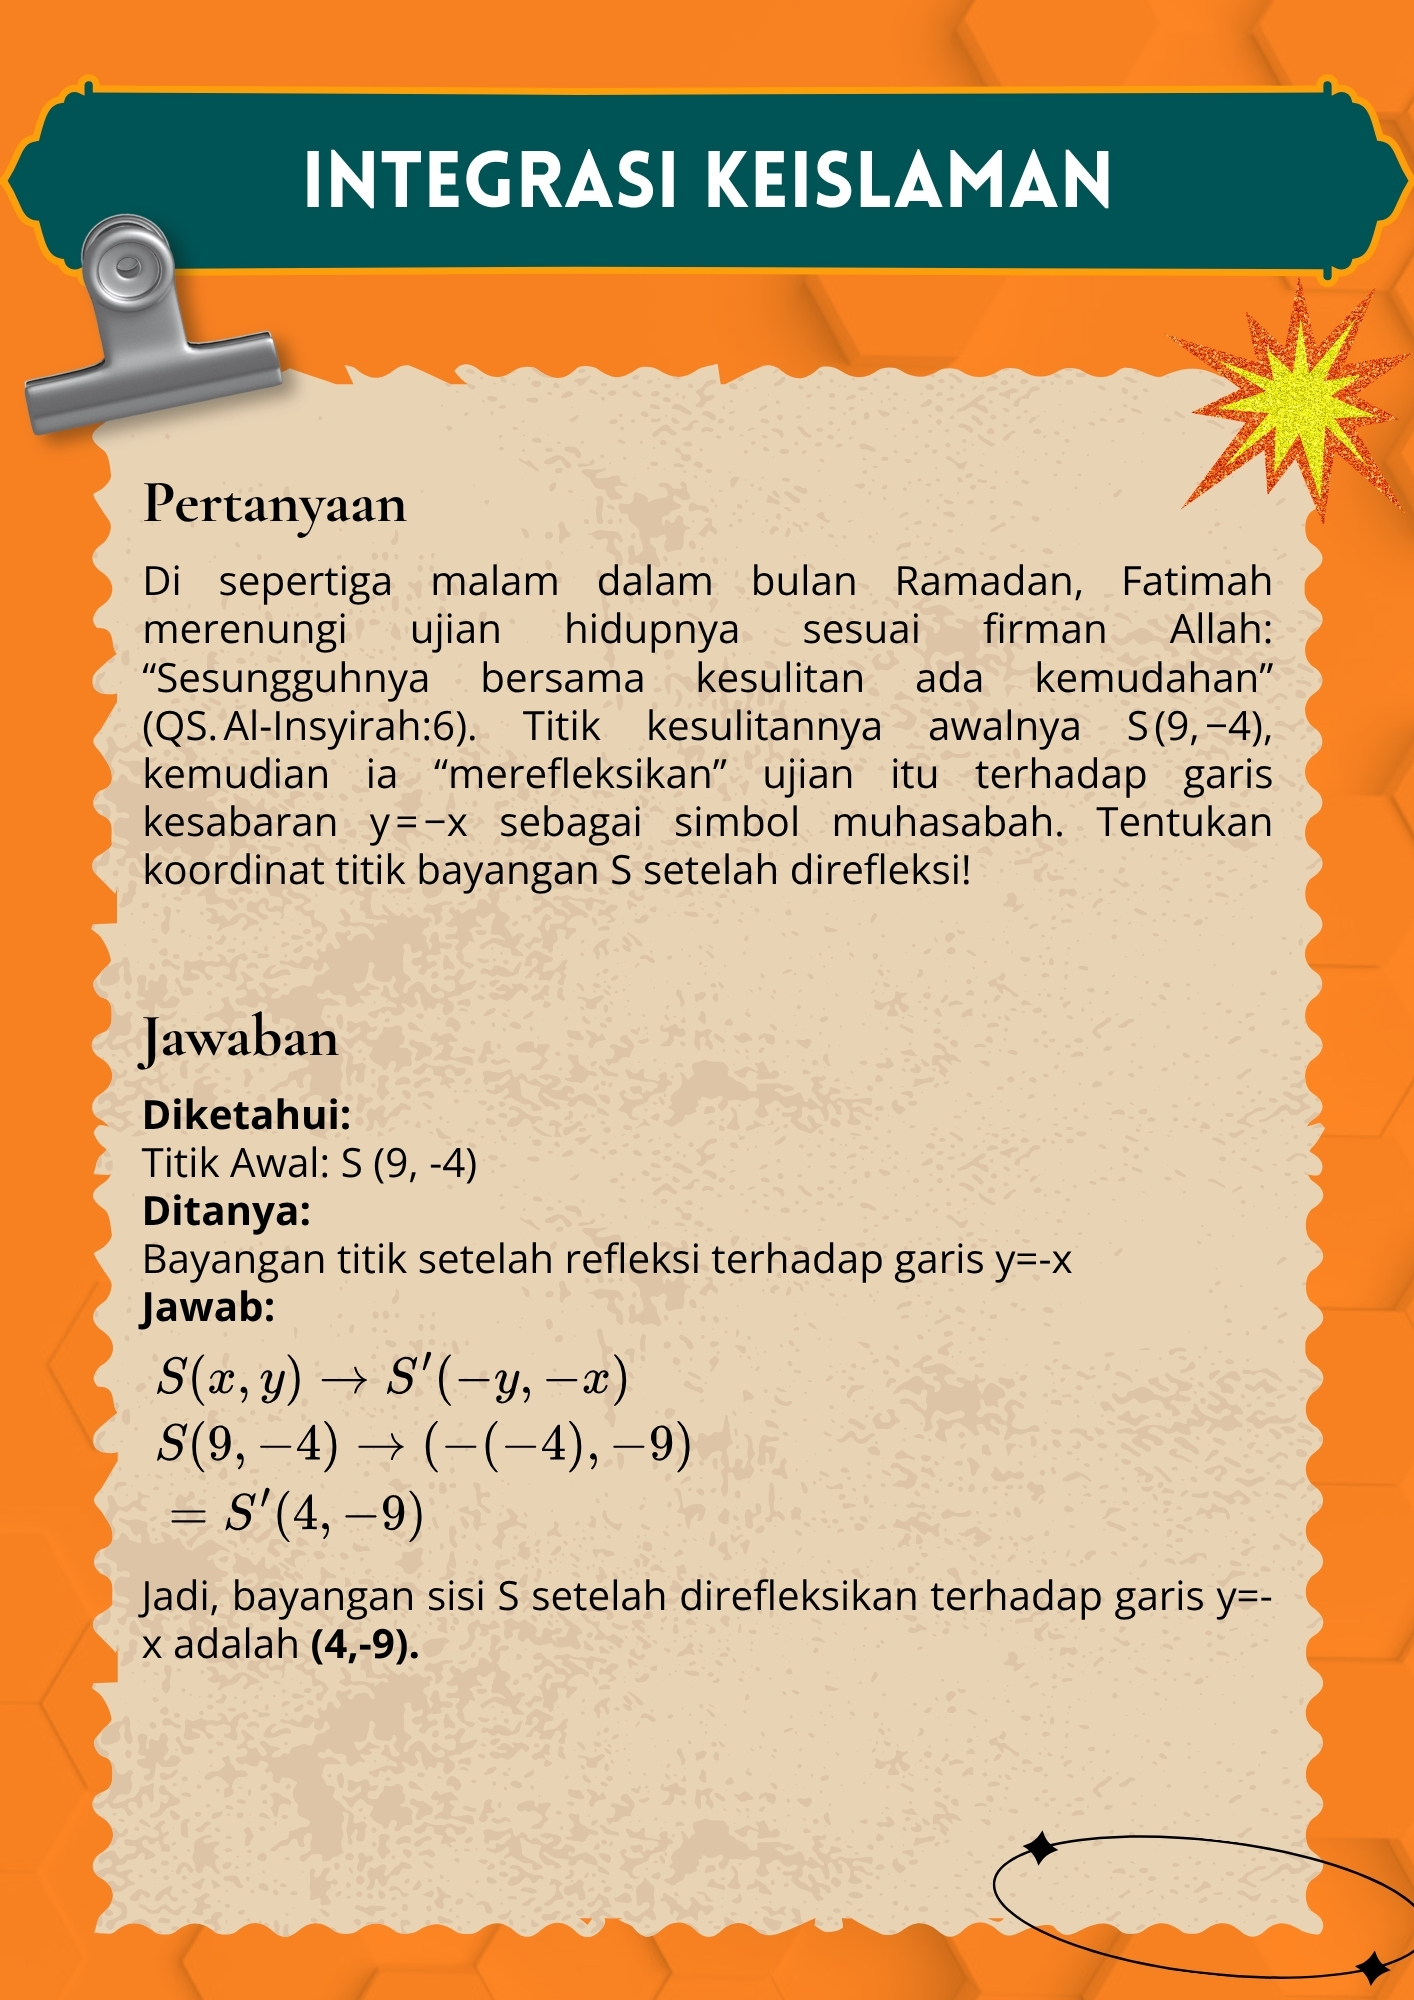 INTEGRASI KEISLAMAN
Pertanyaan
Di sepertiga malam dalam bulan Ramadan, Fatimah
merenungi ujian hidupnya sesuai firman Allah:
“Sesungguhnya bersama kesulitan ada kemudahan”
(QS. Al-Insyirah:6). Titik kesulitannya awalnya S(9,−4),
kemudian ia “merefleksikan” ujian itu terhadap garis
kesabaran y=−x sebagai simbol muhasabah. Tentukan
koordinat titik bayangan S setelah direfleksi!
Jawaban
Diketahui:
Titik Awal: S (9, -4)
Ditanya:
Bayangan titik setelah refleksi terhadap garis y=-x
Jawab:
S(x, y) → S′(−y, −x)
S(9, −4) → (−(−4), −9)
= S′(4, −9)
Jadi, bayangan sisi S setelah direfleksikan terhadap garis y=-
x adalah (4,-9).